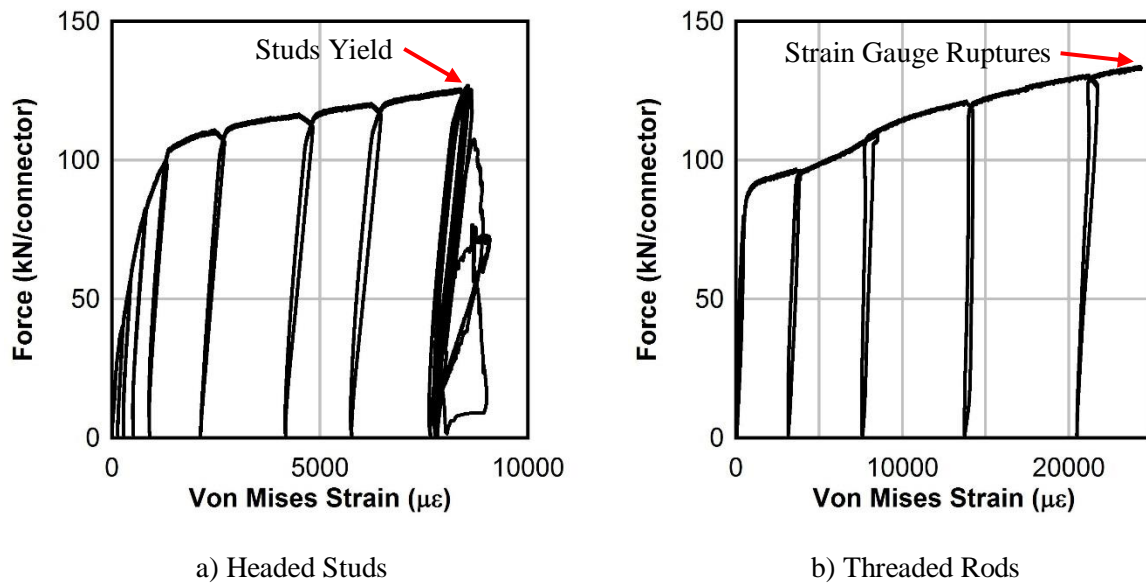 Studs Yield
150
100
50
0
0
5000
10000
Force (kN/connector)
Von Mises Strain (με)
a) Headed Studs
Strain Gauge Ruptures
150
100
50
0
0
10000
20000
Force (kN/connector)
Von Mises Strain (με)
b) Threaded Rods